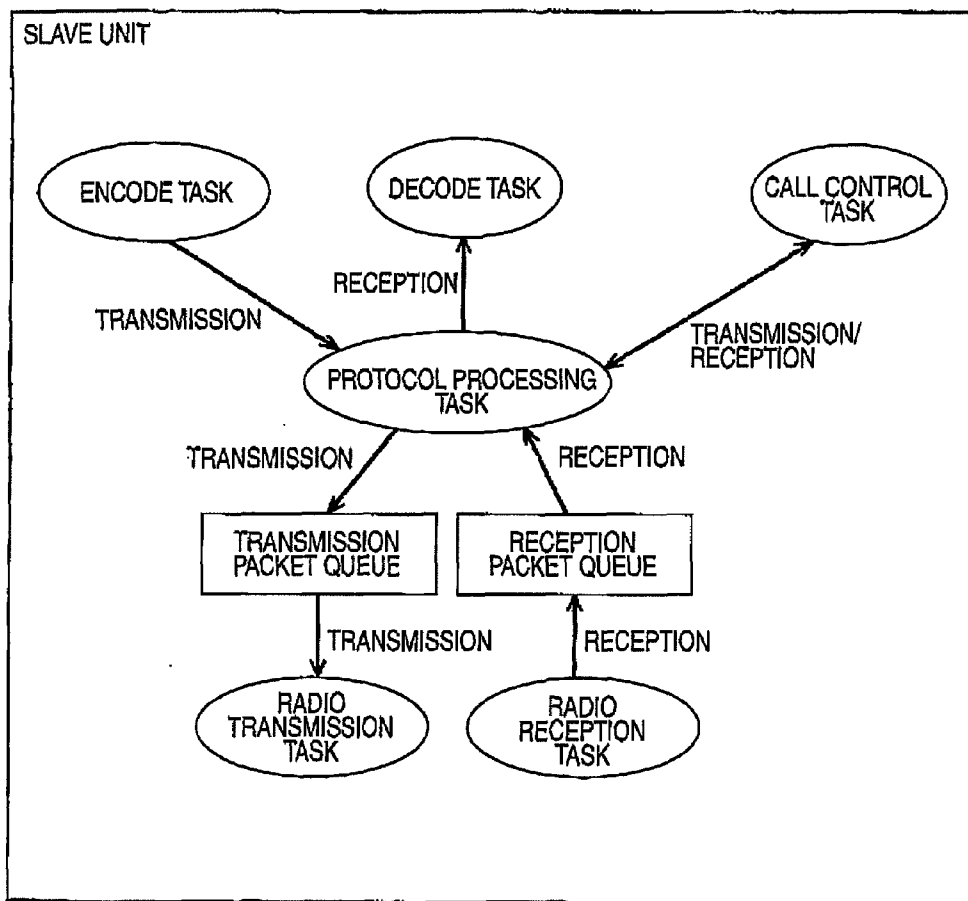 SLAVE UNIT
ENCODE TASK
DECODE TASK
CALL CONTROL
TASK
RECEPTION
TRANSMISSION
TRANSMISSION/
RECEPTION
PROTOCOL PROCESSING
TASK
TRANSMISSION
RECEPTION
TRANSMISSION
PACKET QUEUE
RECEPTION
PACKET QUEUE
TRANSMISSION
RECEPTION
RADIO
TRANSMISSION
TASK
RADIO
RECEPTION
TASK